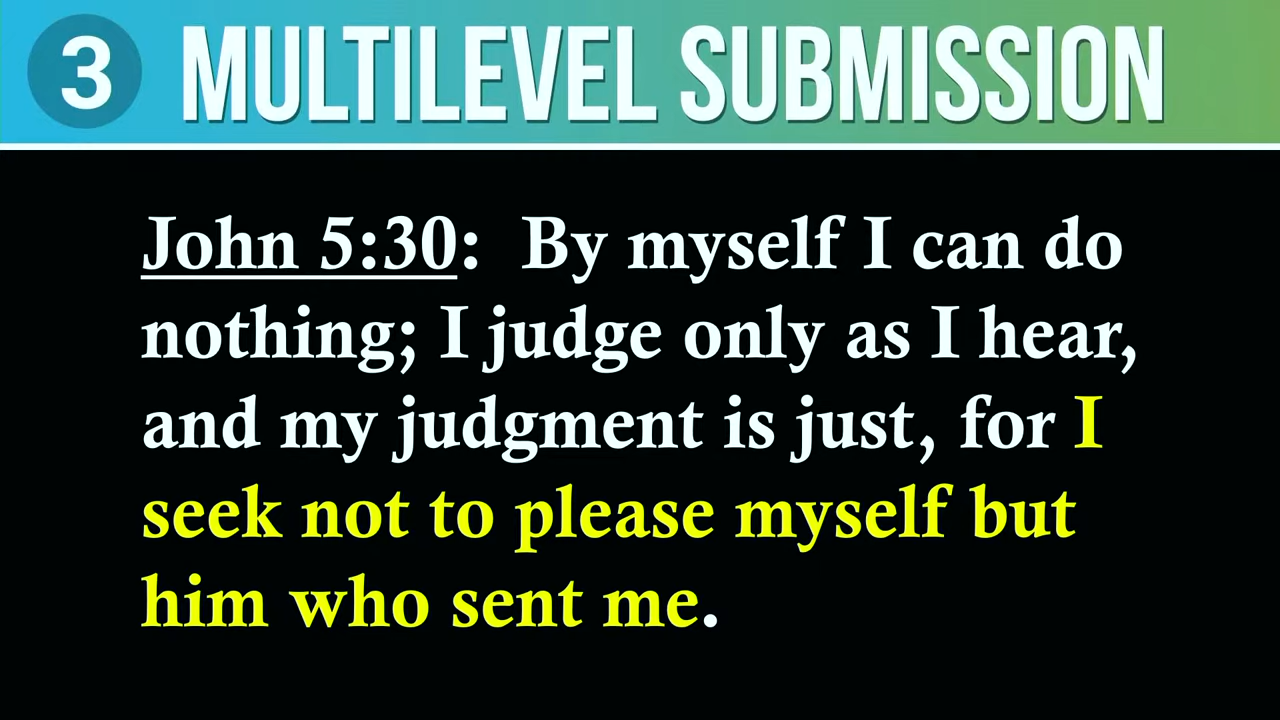 3 MULTILEVEL SUBMISSION
John 5:30: By myself I can do
nothing; I judge only as I hear,
and my judgment is just, for I
seek not to please myself but
him who sent me.